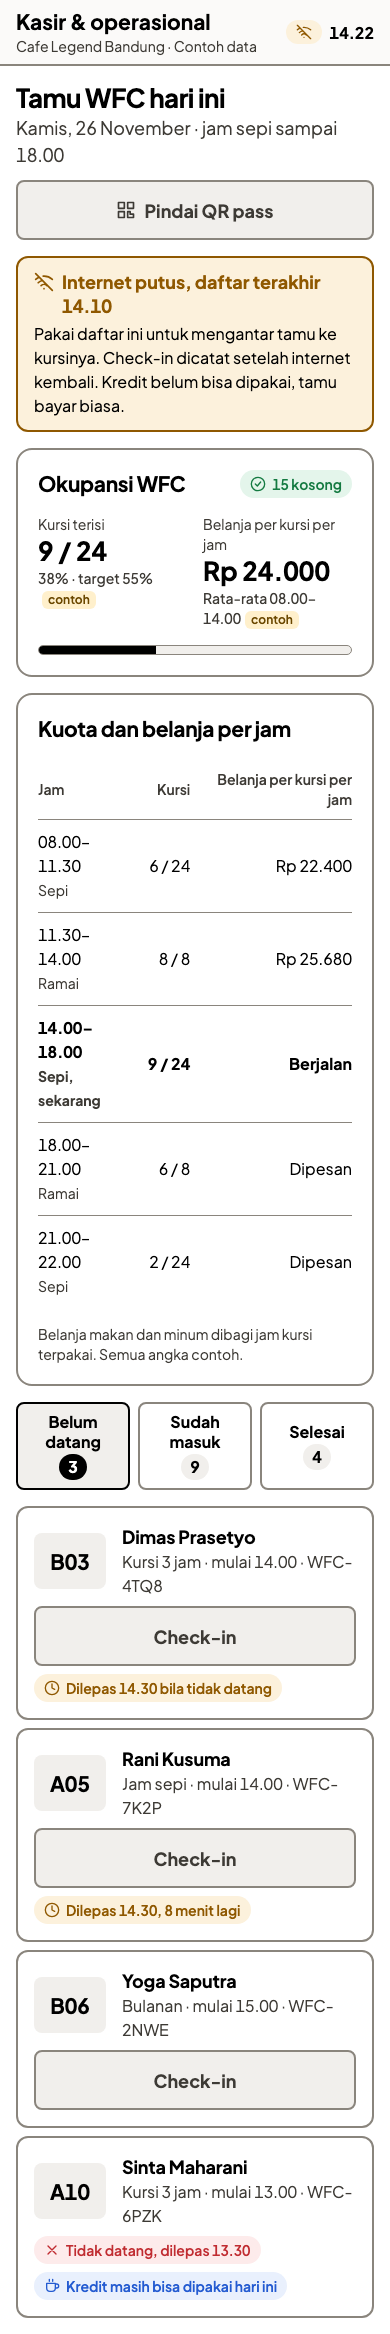 Kasir & operasional
Cafe Legend Bandung · Contoh data
14.22
Tamu WFC hari ini
Kamis, 26 November · jam sepi sampai
18.00
Pindai QR pass
Internet putus, daftar terakhir
14.10
Pakai daftar ini untuk mengantar tamu ke
kursinya. Check-in dicatat setelah internet
kembali. Kredit belum bisa dipakai, tamu
bayar biasa.
Okupansi WFC
15 kosong
Kursi terisi
9 / 24
38% · target 55%
contoh
Belanja per kursi per
jam
Rp 24.000
Rata-rata 08.00–
14.00 contoh
Kuota dan belanja per jam
Jam Kursi Belanja per kursi per
jam
08.00–
11.30 6 / 24 Rp 22.400
Sepi
11.30–
14.00 8 / 8 Rp 25.680
Ramai
14.00–
18.00 9 / 24 Berjalan
Sepi,
sekarang
18.00–
21.00 6 / 8 Dipesan
Ramai
21.00–
22.00 2 / 24 Dipesan
Sepi
Belanja makan dan minum dibagi jam kursi
terpakai. Semua angka contoh.
Belum
datang
3
Sudah
masuk
9
Selesai
4
B03
Dimas Prasetyo
Kursi 3 jam · mulai 14.00 · WFC-
4TQ8
Check-in
Dilepas 14.30 bila tidak datang
A05
Rani Kusuma
Jam sepi · mulai 14.00 · WFC-
7K2P
Check-in
Dilepas 14.30, 8 menit lagi
B06
Yoga Saputra
Bulanan · mulai 15.00 · WFC-
2NWE
Check-in
A10
Sinta Maharani
Kursi 3 jam · mulai 13.00 · WFC-
6PZK
Tidak datang, dilepas 13.30
Kredit masih bisa dipakai hari ini